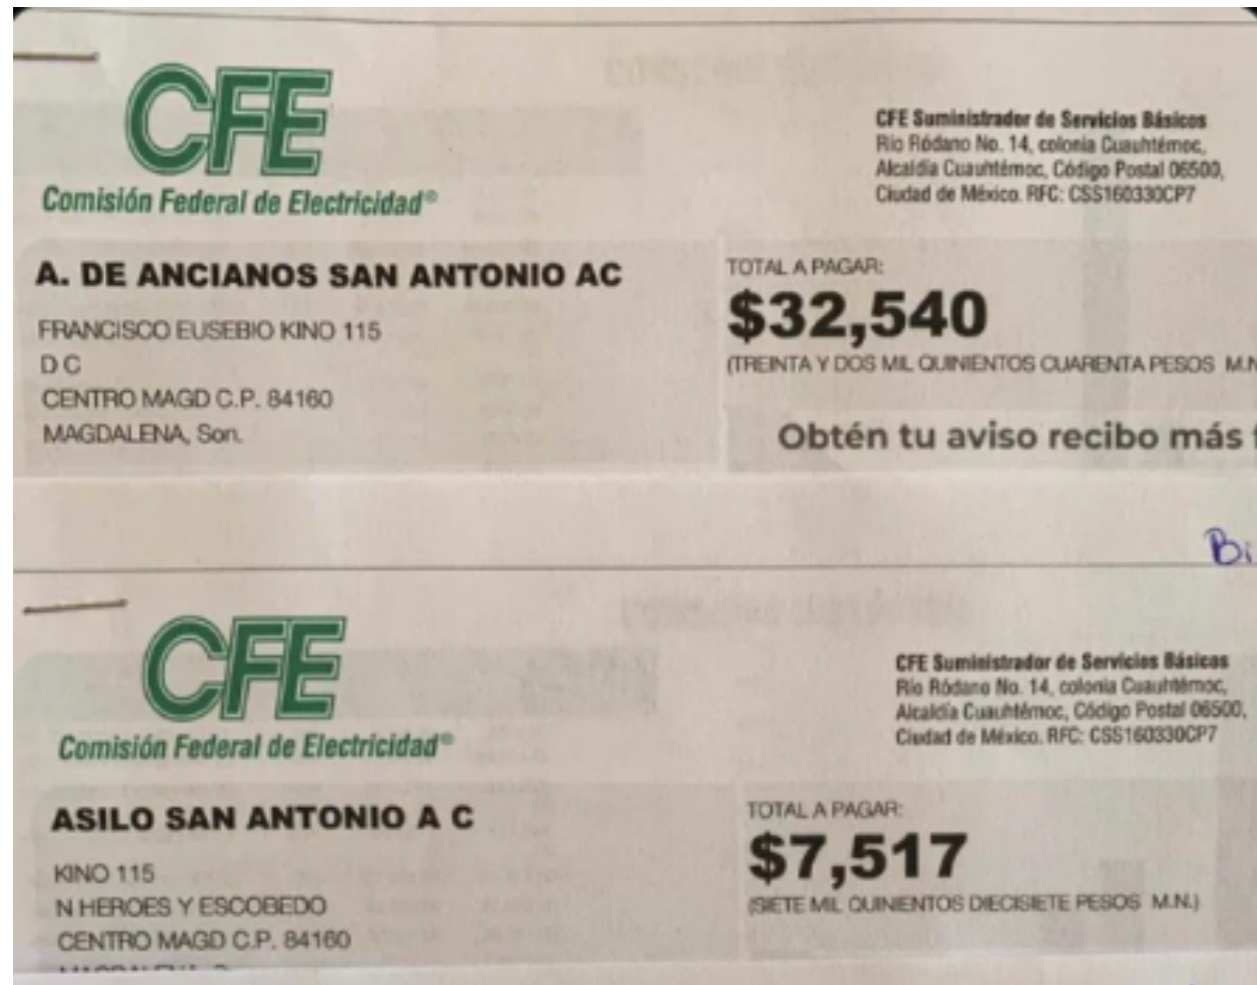 CFE
Comisión Federal de Electricidad®
CFE Suministrador de Servicios Básicos
Río Ródano No. 14, colonia Cuauhtémoc,
Alcaldía Cuauhtémoc, Código Postal 06500,
Ciudad de México. RFC: CSS160330CP7
A. DE ANCIANOS SAN ANTONIO AC
FRANCISCO EUSEBIO KINO 115
D C
CENTRO MAGD C.P. 84160
MAGDALENA, Son.
TOTAL A PAGAR:
$32,540
(TREINTA Y DOS MIL QUINIENTOS CUARENTA PESOS M.N
Obtén tu aviso recibo más
Bi
CFE
Comisión Federal de Electricidad®
CFE Suministrador de Servicios Básicos
Río Ródano No. 14, colonia Cuauhtémoc,
Alcaldía Cuauhtémoc, Código Postal 06500,
Ciudad de México. RFC: CSS160330CP7
ASILO SAN ANTONIO A C
KINO 115
N HEROES Y ESCOBEDO
CENTRO MAGD C.P. 84160
TOTAL A PAGAR:
$7,517
(SIETE MIL QUINIENTOS DIECISIETE PESOS M.N.)